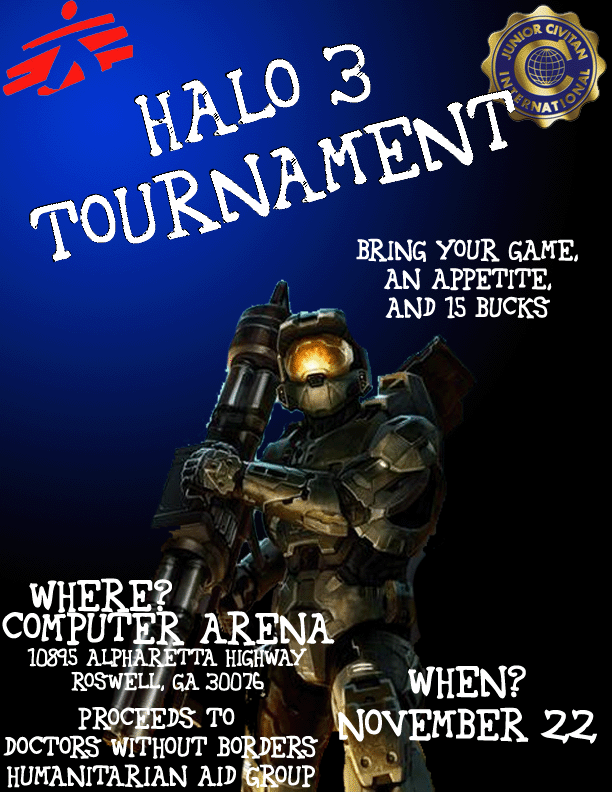 JUNIOR CIVITAN
INTERNATIONAL
C
HALO 3
TOURNAMENT
BRING YOUR GAME,
AN APPETITE,
AND 15 BUCKS
WHERE?
COMPUTER ARENA
10895 ALPHARETTA HIGHWAY
ROSWELL, GA 30076
PROCEEDS TO
DOCTORS WITHOUT BORDERS
HUMANITARIAN AID GROUP
WHEN?
NOVEMBER 22